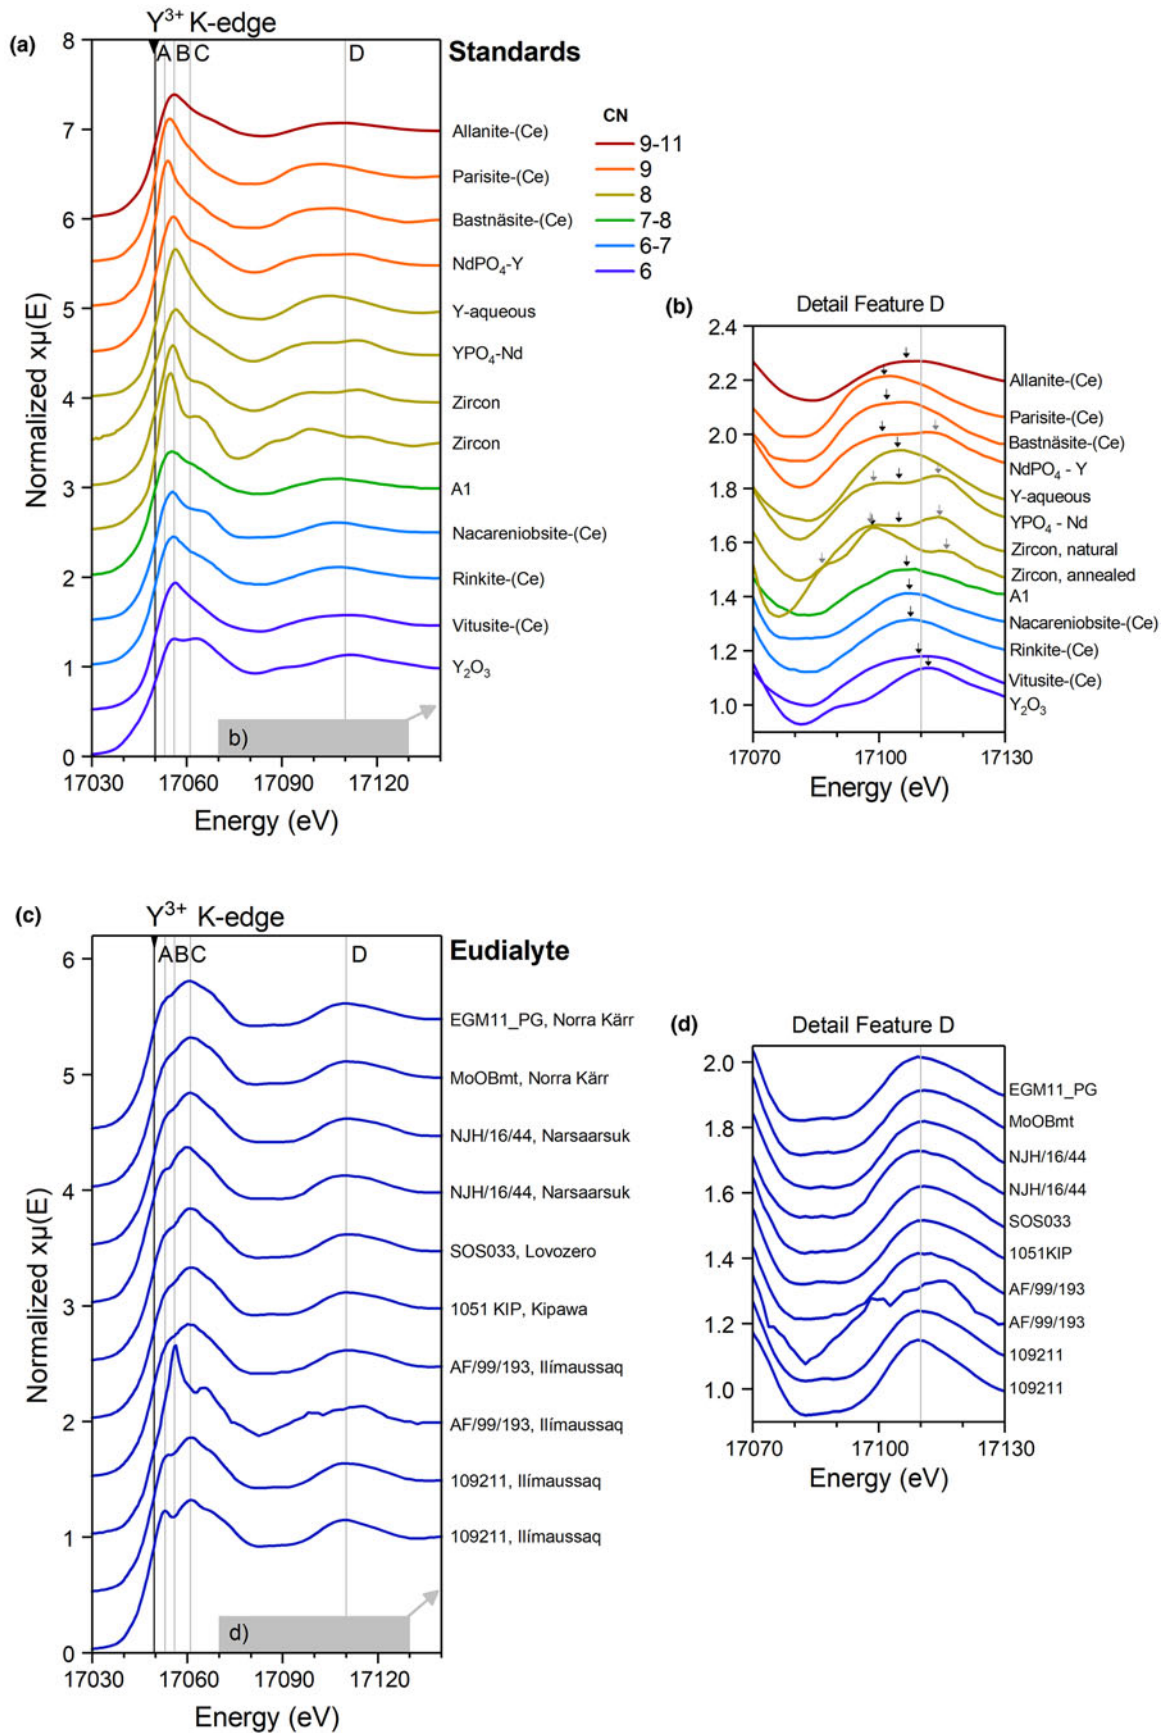 (a)
Y3+ K-edge
A B C D
Standards
8
7
6
5
4
3
2
1
0
Normalized xμ(E)
Allanite-(Ce)
Parisite-(Ce)
Bastnäsite-(Ce)
NdPO4-Y
Y-aqueous
YPO4-Nd
Zircon
Zircon
A1
Nacareniobsite-(Ce)
Rinkite-(Ce)
Vitusite-(Ce)
Y2O3
b)
17030 17060 17090 17120
Energy (eV)
CN
9-11
9
8
7-8
6-7
6
(b)
Detail Feature D
2.4
2.2
2.0
1.8
1.6
1.4
1.2
1.0
Allanite-(Ce)
Parisite-(Ce)
Bastnäsite-(Ce)
NdPO4 - Y
Y-aqueous
YPO4 - Nd
Zircon, natural
Zircon, annealed
A1
Nacareniobsite-(Ce)
Rinkite-(Ce)
Vitusite-(Ce)
Y2O3
17070 17100 17130
Energy (eV)
(c)
Y3+ K-edge
A B C D
Eudialyte
6
5
4
3
2
1
0
Normalized xμ(E)
EGM11_PG, Norra Kärr
MoOBmt, Norra Kärr
NJH/16/44, Narsaarsuk
NJH/16/44, Narsaarsuk
SOS033, Lovozero
1051 KIP, Kipawa
AF/99/193, Ilímaussaq
AF/99/193, Ilímaussaq
109211, Ilímaussaq
109211, Ilímaussaq
d)
17030 17060 17090 17120
Energy (eV)
(d)
Detail Feature D
2.0
1.8
1.6
1.4
1.2
1.0
EGM11_PG
MoOBmt
NJH/16/44
NJH/16/44
SOS033
1051KIP
AF/99/193
AF/99/193
109211
109211
17070 17100 17130
Energy (eV)